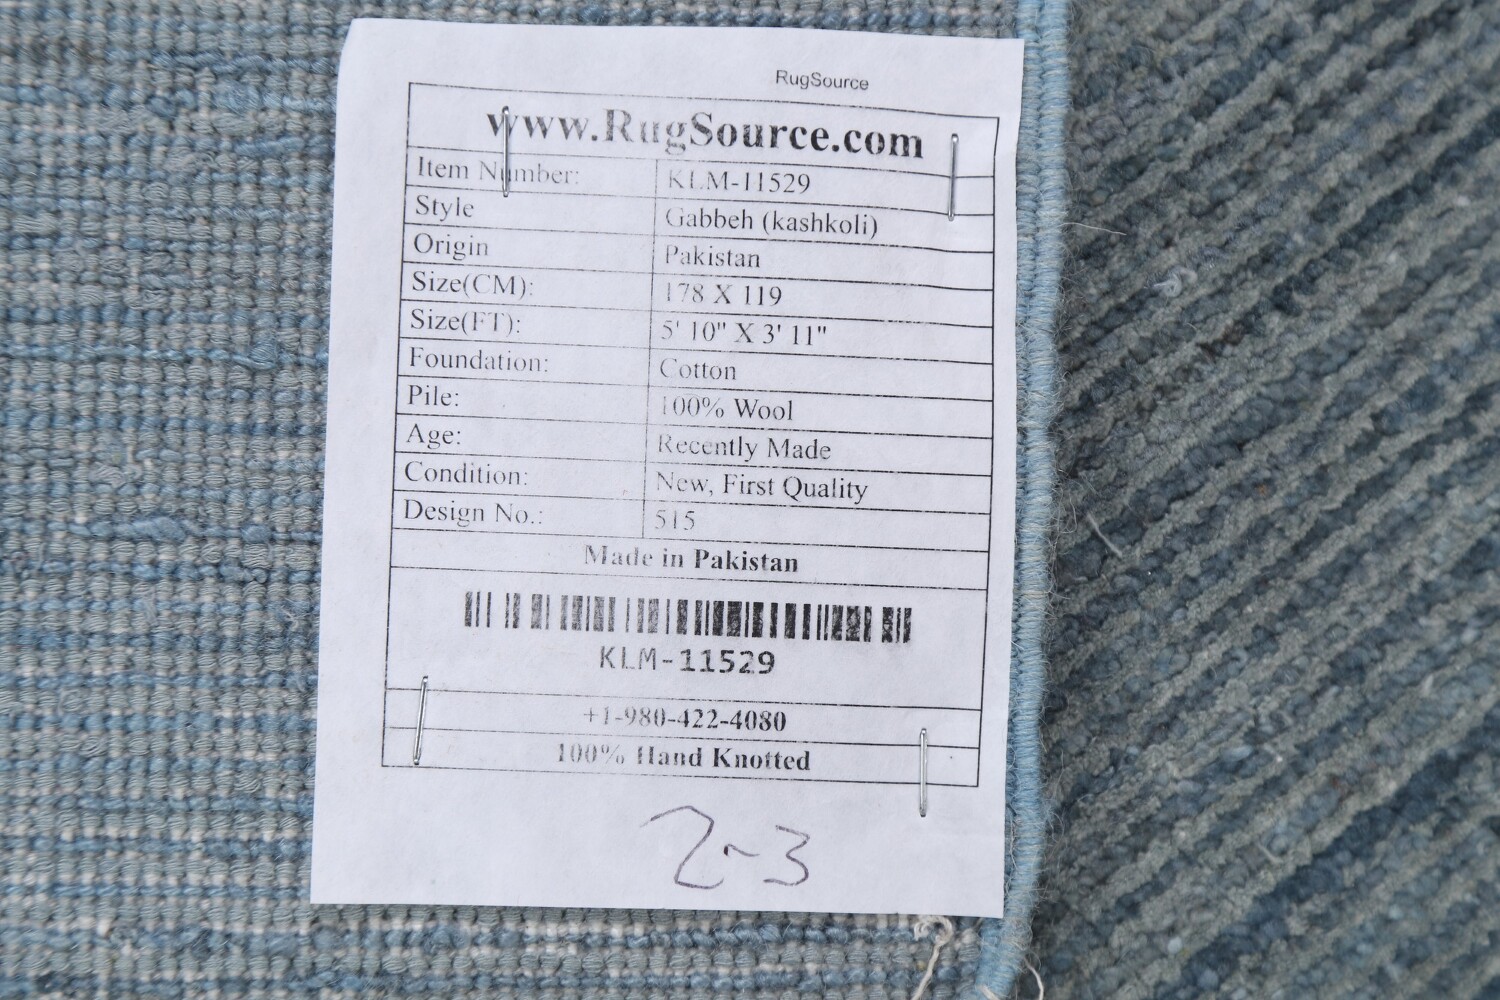 RugSource
www.RugSource.com
Item Number: KLM-11529
Style Gabbeh (kashkoli)
Origin Pakistan
Size(CM): 178 X 119
Size(FT): 5' 10" X 3' 11"
Foundation: Cotton
Pile: 100% Wool
Age: Recently Made
Condition: New, First Quality
Design No.: 515
Made in Pakistan
KLM-11529
+1-980-422-4080
100% Hand Knotted
2-3